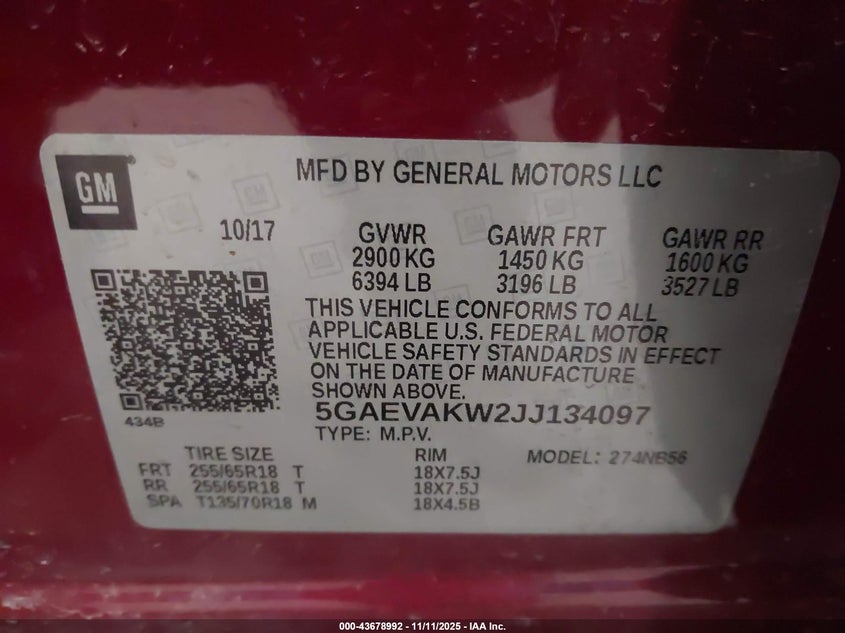 GM
MFD BY GENERAL MOTORS LLC
10/17
GVWR
2900 KG
6394 LB
GAWR FRT
1450 KG
3196 LB
GAWR RR
1600 KG
3527 LB
THIS VEHICLE CONFORMS TO ALL
APPLICABLE U.S. FEDERAL MOTOR
VEHICLE SAFETY STANDARDS IN EFFECT
ON THE DATE OF MANUFACTURE
SHOWN ABOVE.
5GAEVAKW2JJ134097
TYPE: M.P.V.
434B
TIRE SIZE
FRT 255/65R18 T
RR 255/65R18 T
SPA T135/70R18 M
RIM
18X7.5J
18X7.5J
18X4.5B
MODEL: 274NB56
000-43678992 - 11/11/2025 - IAA Inc.